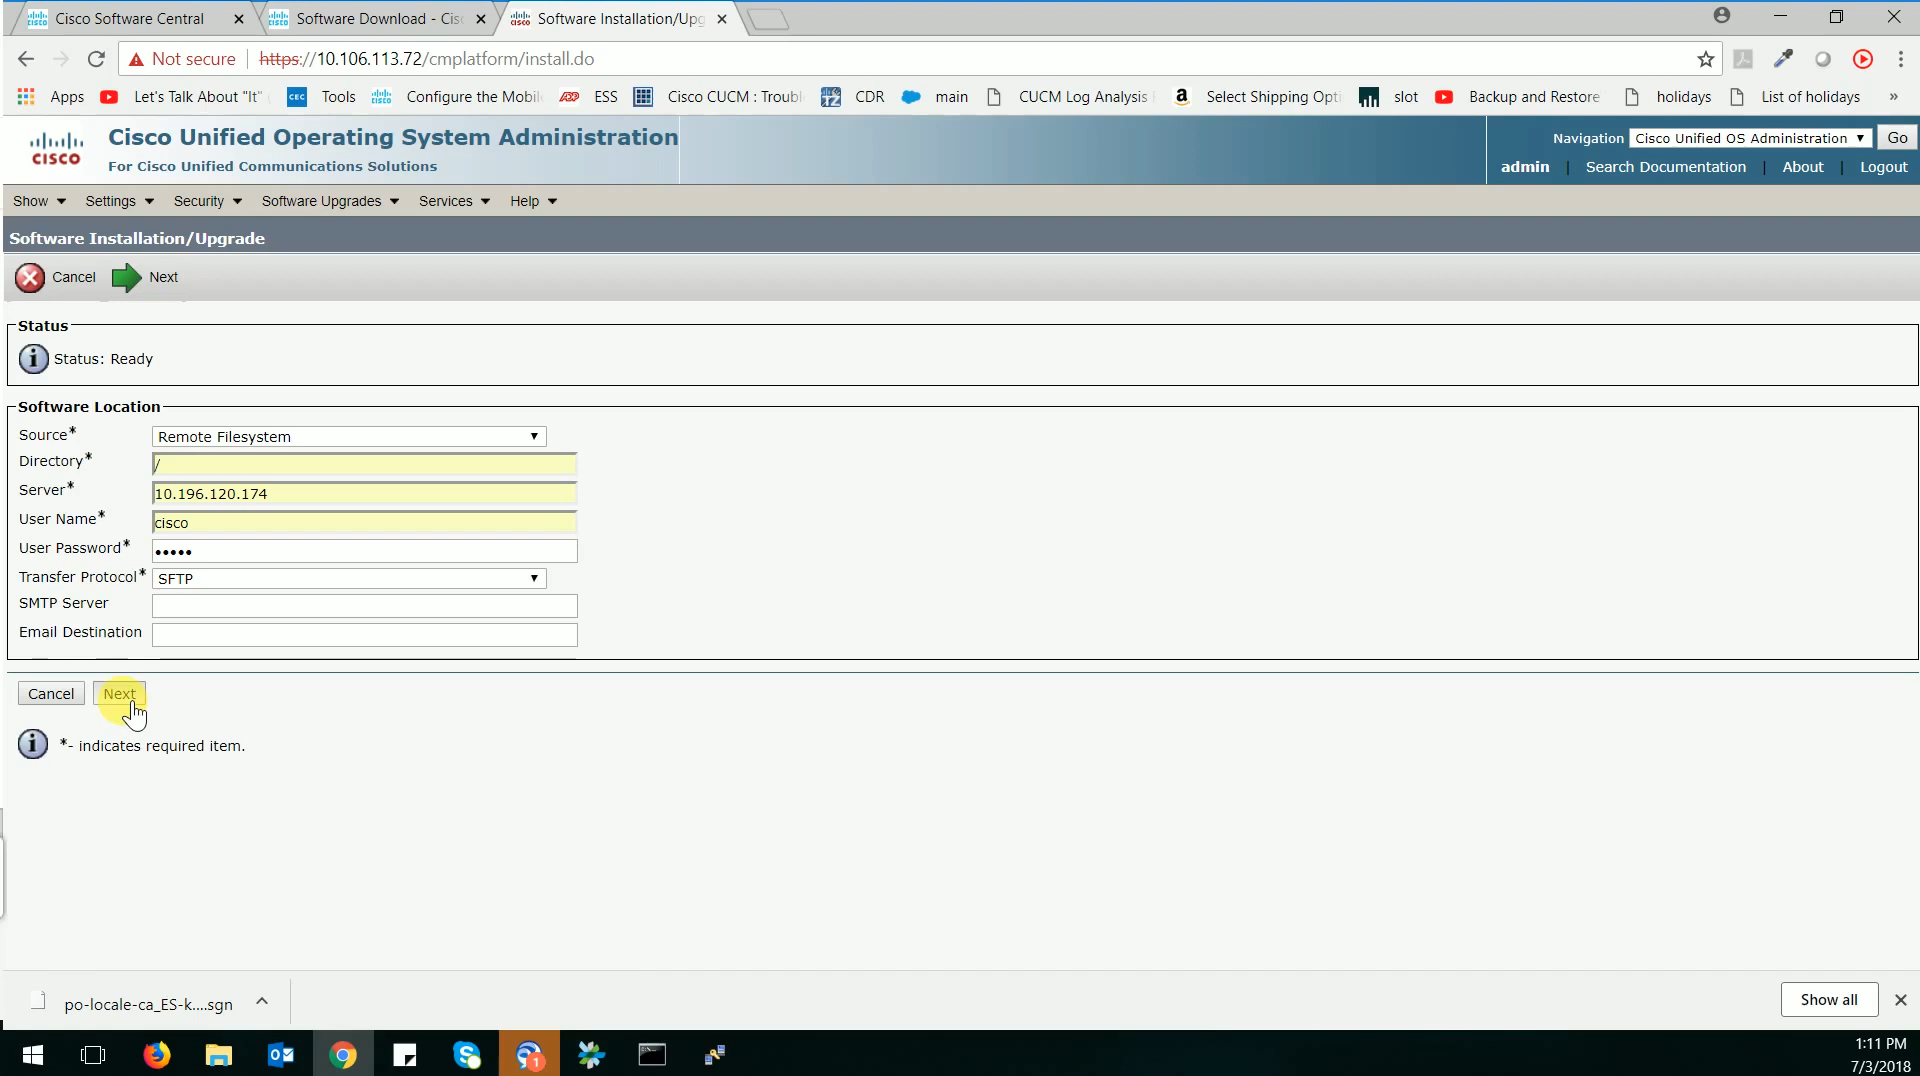 Cisco Software Central
Software Download - Cis
Software Installation/Upg
Not secure
https://10.106.113.72/cmplatform/install.do
Apps
Let's Talk About "It"
CEC
Tools
Configure the Mobil
ESS
Cisco CUCM : Troubl
CDR
main
CUCM Log Analysis
Select Shipping Opti
slot
Backup and Restore
holidays
List of holidays
»
CISCO
Cisco Unified Operating System Administration
For Cisco Unified Communications Solutions
Navigation Cisco Unified OS Administration Go
admin | Search Documentation | About | Logout
Show Settings Security Software Upgrades Services Help
Software Installation/Upgrade
Cancel Next
Status
Status: Ready
Software Location
Source* Remote Filesystem
Directory* /
Server* 10.196.120.174
User Name* cisco
User Password* •••••
Transfer Protocol* SFTP
SMTP Server
Email Destination
Cancel Next
*- indicates required item.
po-locale-ca_ES-k....sgn
Show all
1
1:11 PM
7/3/2018